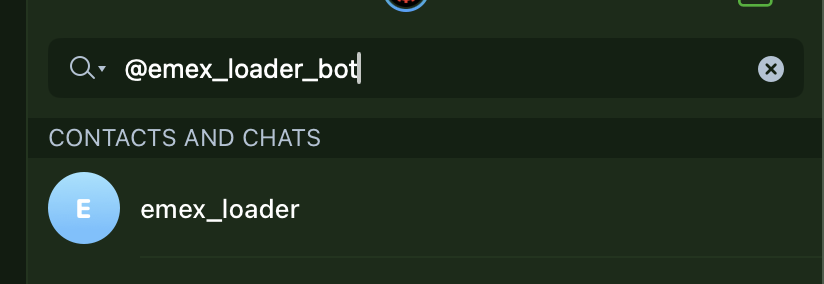 @emex_loader_bot
CONTACTS AND CHATS
E
emex_loader